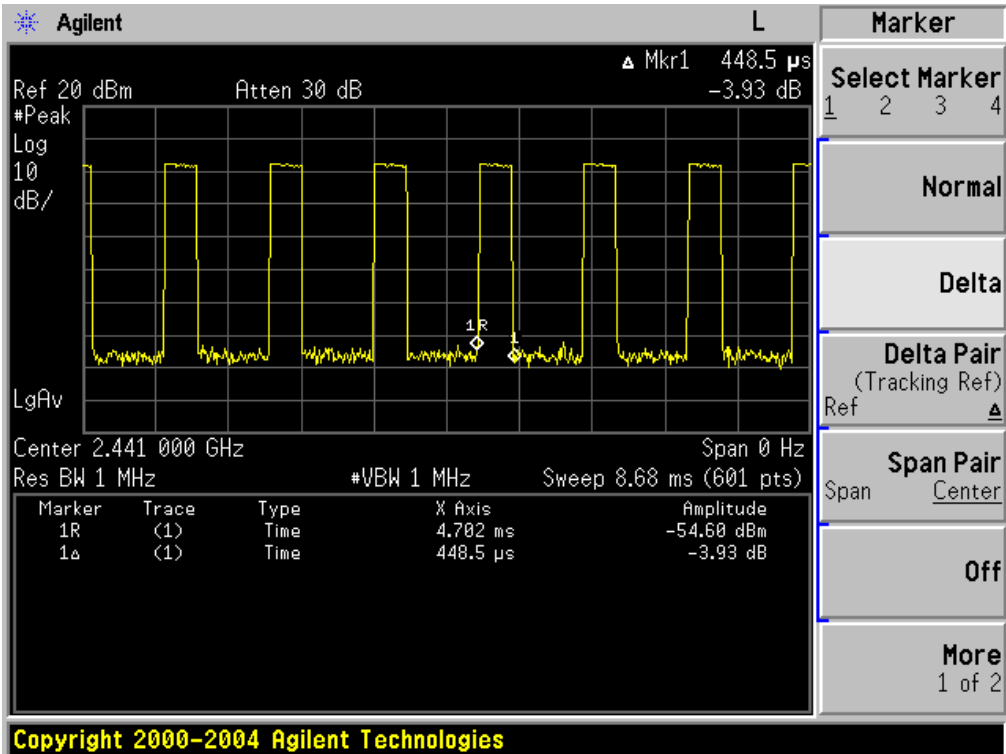 Agilent L
Marker
Δ Mkr1 448.5 μs
Ref 20 dBm Atten 30 dB -3.93 dB
#Peak
Log
10
dB/
1R
1
LgAv
Center 2.441 000 GHz Span 0 Hz
Res BW 1 MHz #VBW 1 MHz Sweep 8.68 ms (601 pts)
Marker Trace Type X Axis Amplitude
1R (1) Time 4.702 ms -54.60 dBm
1Δ (1) Time 448.5 μs -3.93 dB
Select Marker
1 2 3 4
Normal
Delta
Delta Pair
(Tracking Ref)
Ref Δ
Span Pair
Span Center
Off
More
1 of 2
Copyright 2000-2004 Agilent Technologies